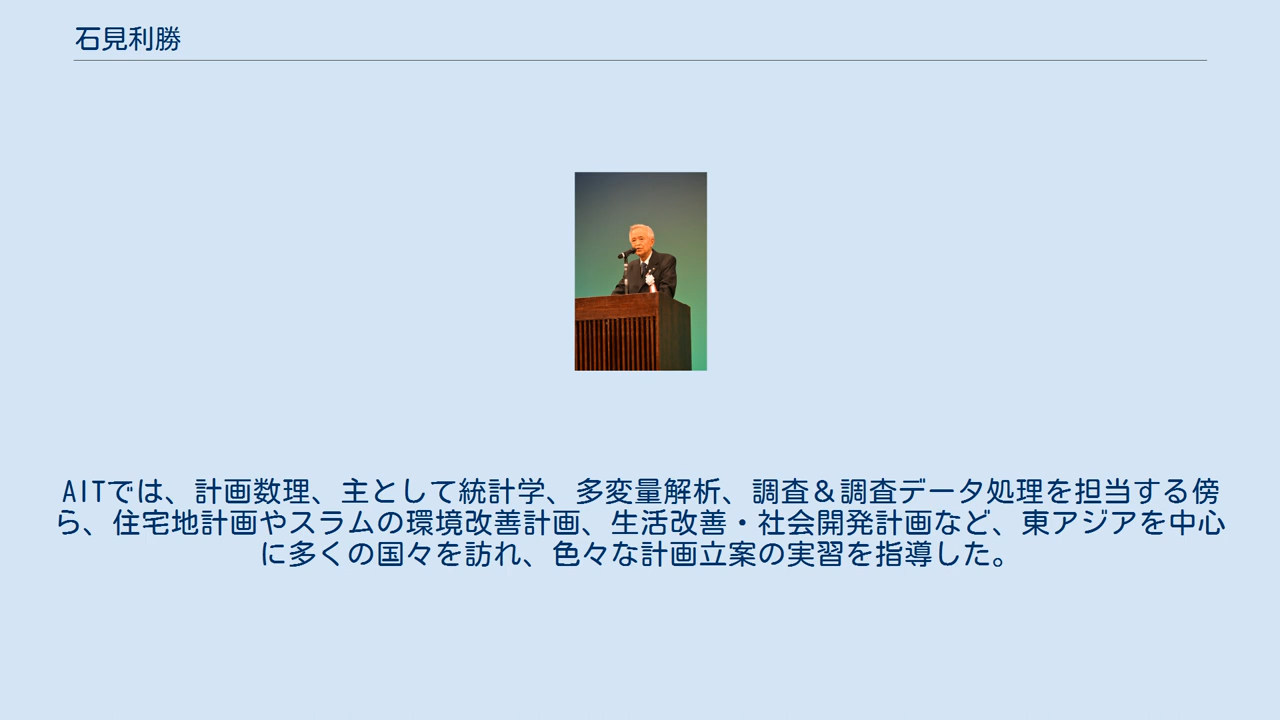 石見利勝
AITでは、計画数理、主として統計学、多変量解析、調査＆調査データ処理を担当する傍
ら、住宅地計画やスラムの環境改善計画、生活改善・社会開発計画など、東アジアを中心
に多くの国々を訪れ、色々な計画立案の実習を指導した。